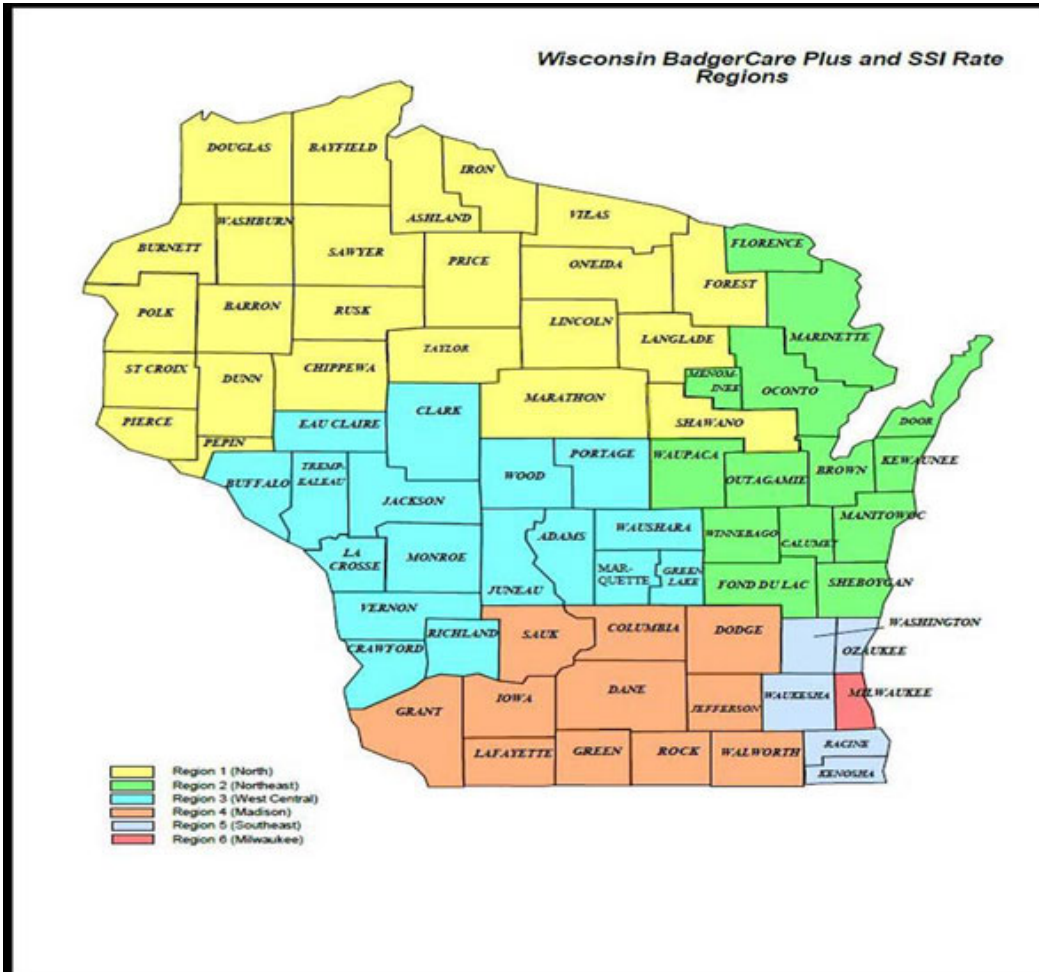 Wisconsin BadgerCare Plus and SSI Rate
Regions
DOUGLAS
BAYFIELD
IRON
ASHLAND
VILAS
WASHBURN
BURNETT
SAWYER
PRICE
ONEIDA
FLORENCE
FOREST
POLK
BARRON
RUSK
LINCOLN
LANGLADE
MARINETTE
TAYLOR
ST CROIX
DUNN
CHIPPEWA
MENOM-
INEE
OCONTO
MARATHON
CLARK
PIERCE
EAU CLAIRE
SHAWANO
DOOR
PEPIN
WAUPACA
PORTAGE
WOOD
BUFFALO
TREMP-
EALEAU
OUTAGAMIE
BROWN
KEWAUNEE
JACKSON
MANITOWOC
WAUSHARA
ADAMS
WINNEBAGO
CALUMET
LA
CROSSE
MONROE
MAR-
QUETTE
GREEN
LAKE
JUNEAU
FOND DU LAC
SHEBOYGAN
VERNON
RICHLAND
SAUK
COLUMBIA
DODGE
WASHINGTON
CRAWFORD
OZAUKEE
IOWA
DANE
WAUKESHA
MILWAUKEE
GRANT
JEFFERSON
LAFAYETTE
GREEN
ROCK
WALWORTH
RACINE
KENOSHA
Region 1 (North)
Region 2 (Northeast)
Region 3 (West Central)
Region 4 (Madison)
Region 5 (Southeast)
Region 6 (Milwaukee)